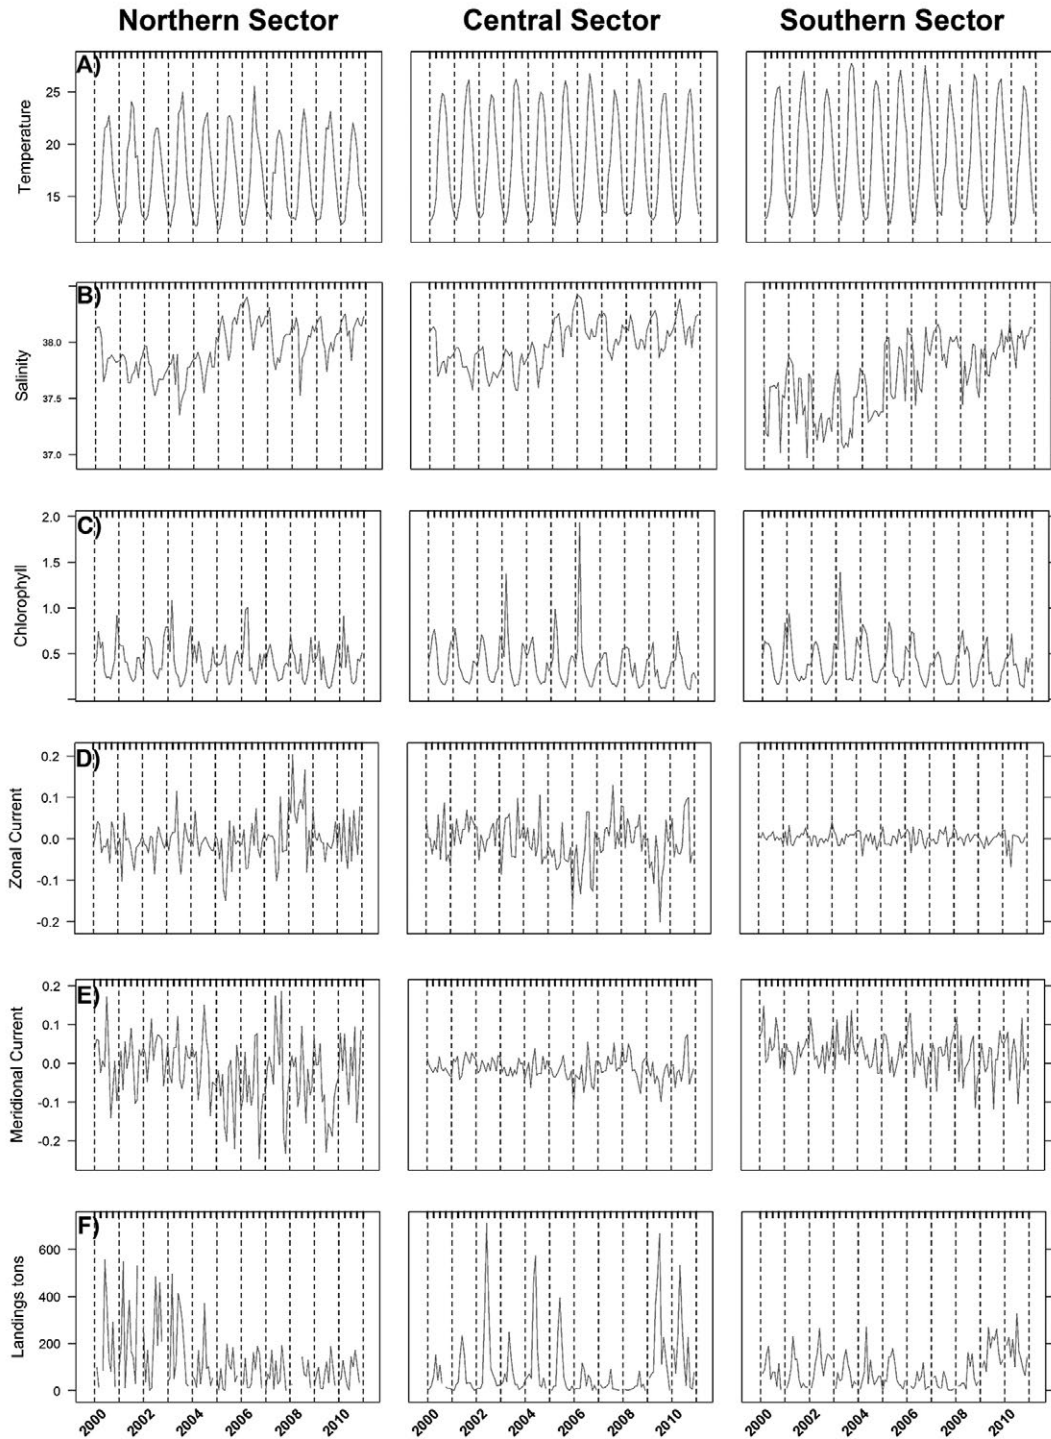 Northern Sector Central Sector Southern Sector
A)
Temperature
25
20
15
B)
Salinity
38.0
37.5
37.0
C)
Chlorophyll
2.0
1.5
1.0
0.5
D)
Zonal Current
0.2
0.1
0.0
-0.1
-0.2
E)
Meridional Current
0.2
0.1
0.0
-0.1
-0.2
F)
Landings tons
600
400
200
0
2000 2002 2004 2006 2008 2010 2000 2002 2004 2006 2008 2010 2000 2002 2004 2006 2008 2010